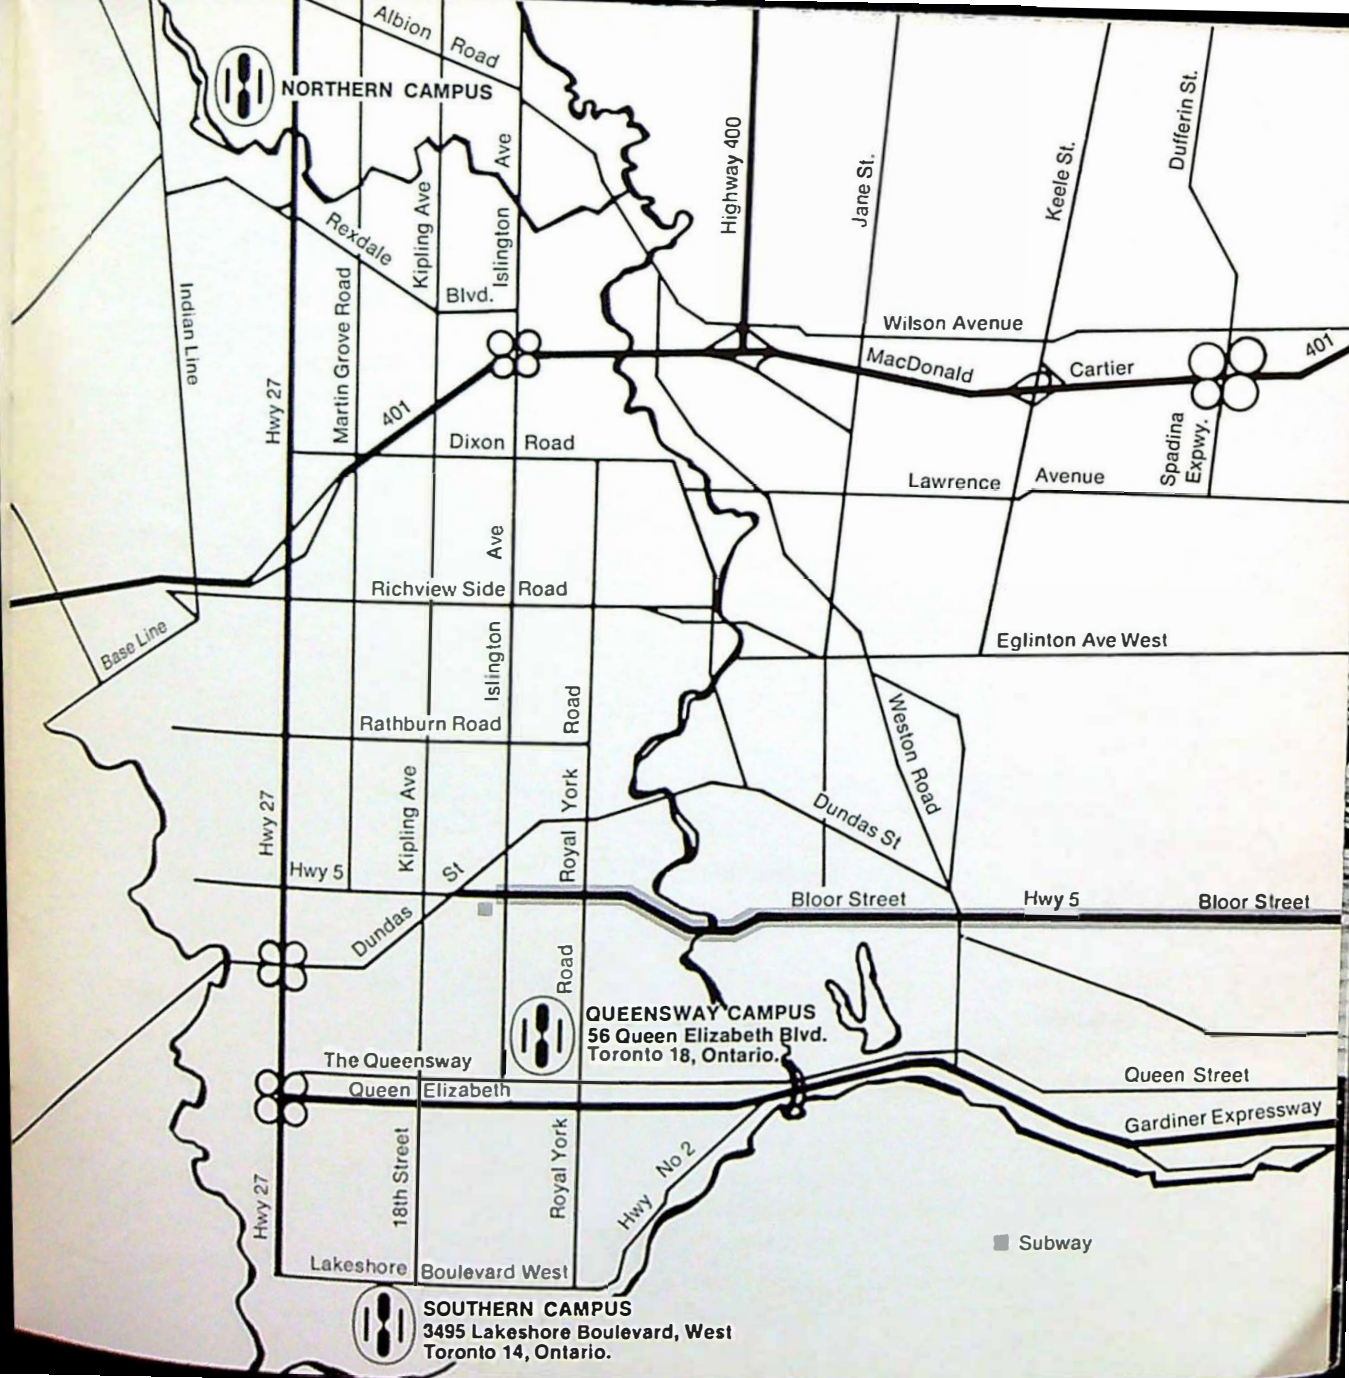 Albion Road
NORTHERN CAMPUS
Highway 400
Jane St.
Keele St.
Dufferin St.
Rexdale
Blvd.
Kipling Ave
Islington
Ave
Indian Line
Martin Grove Road
Hwy 27
Wilson Avenue
MacDonald
Cartier
401
401
Dixon Road
Lawrence Avenue
Spadina
Expwy.
Ave
Richview Side Road
Base Line
Islington
Eglinton Ave West
Rathburn Road
Road
Weston Road
Hwy 27
Kipling Ave
Royal York
Dundas St
Hwy 5
St
Dundas
Bloor Street
Hwy 5
Bloor Street
Road
QUEENSWAY CAMPUS
56 Queen Elizabeth Blvd.
Toronto 18, Ontario.
The Queensway
Queen Elizabeth
Queen Street
Gardiner Expressway
Hwy 27
18th Street
Royal York
Hwy No 2
Subway
Lakeshore Boulevard West
SOUTHERN CAMPUS
3495 Lakeshore Boulevard, West
Toronto 14, Ontario.